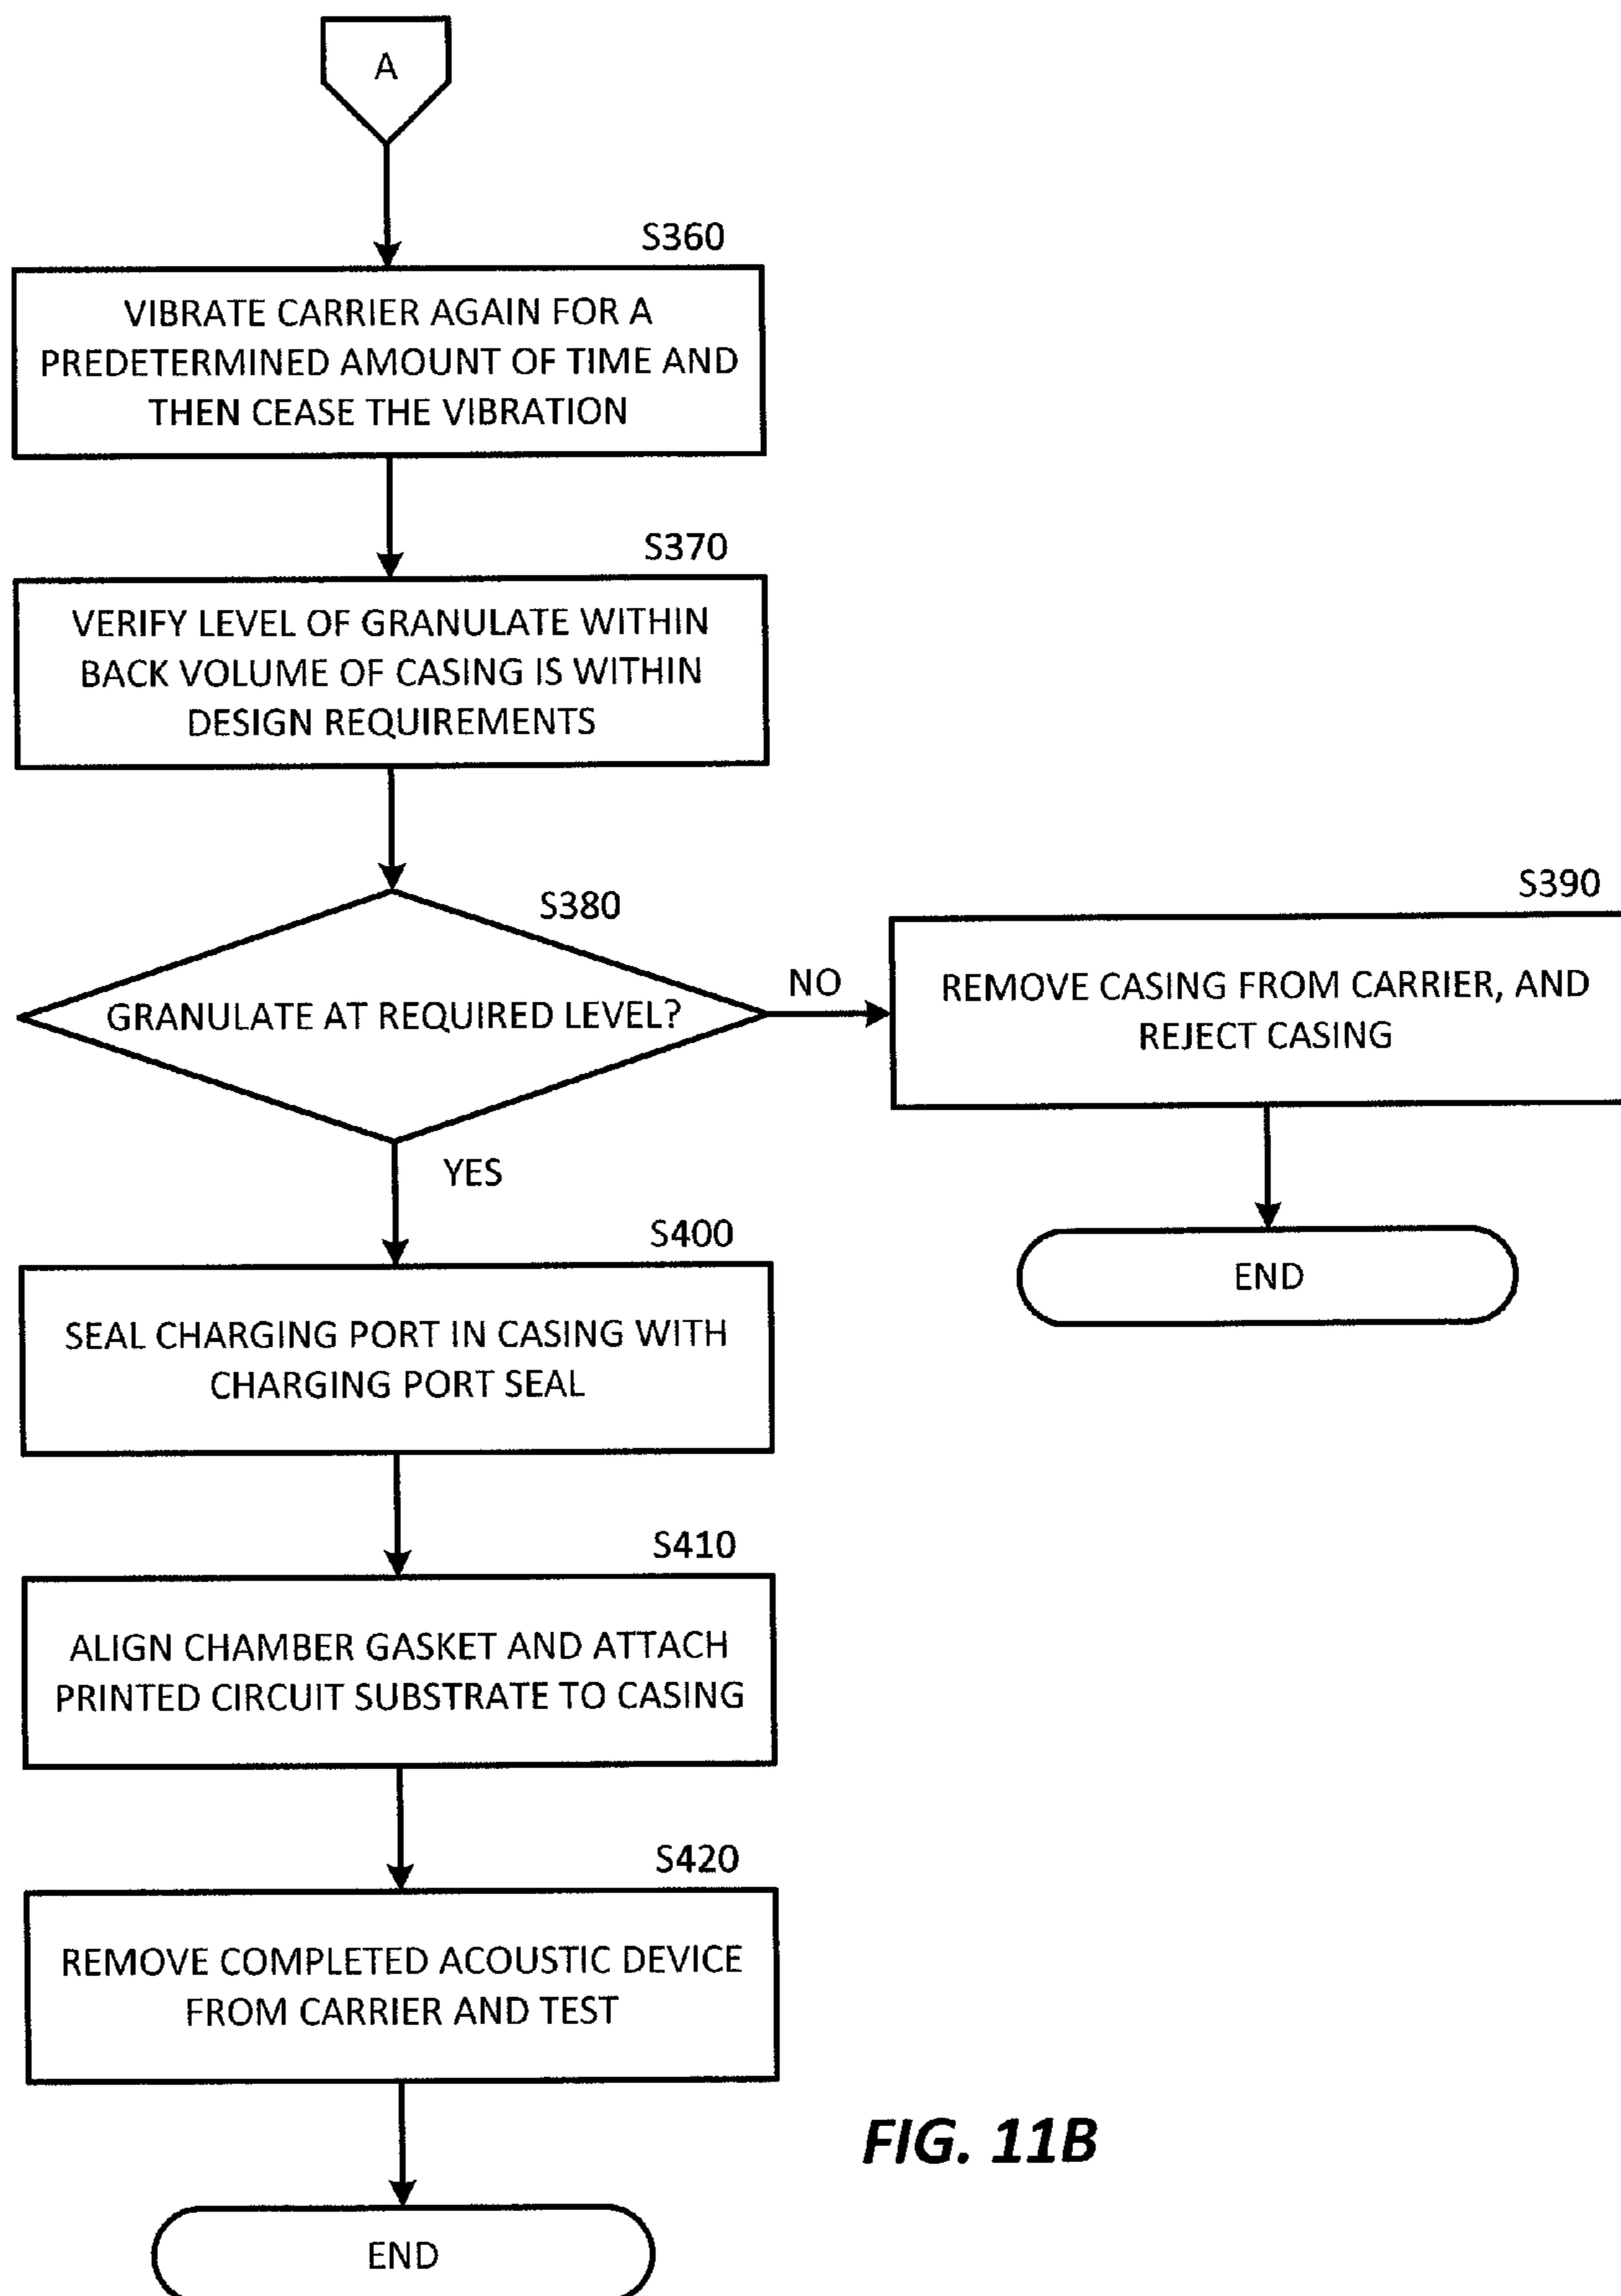 A
S360
VIBRATE CARRIER AGAIN FOR A
PREDETERMINED AMOUNT OF TIME AND
THEN CEASE THE VIBRATION
S370
VERIFY LEVEL OF GRANULATE WITHIN
BACK VOLUME OF CASING IS WITHIN
DESIGN REQUIREMENTS
S380
GRANULATE AT REQUIRED LEVEL?
NO
S390
REMOVE CASING FROM CARRIER, AND
REJECT CASING
END
YES
S400
SEAL CHARGING PORT IN CASING WITH
CHARGING PORT SEAL
S410
ALIGN CHAMBER GASKET AND ATTACH
PRINTED CIRCUIT SUBSTRATE TO CASING
S420
REMOVE COMPLETED ACOUSTIC DEVICE
FROM CARRIER AND TEST
END
FIG. 11B